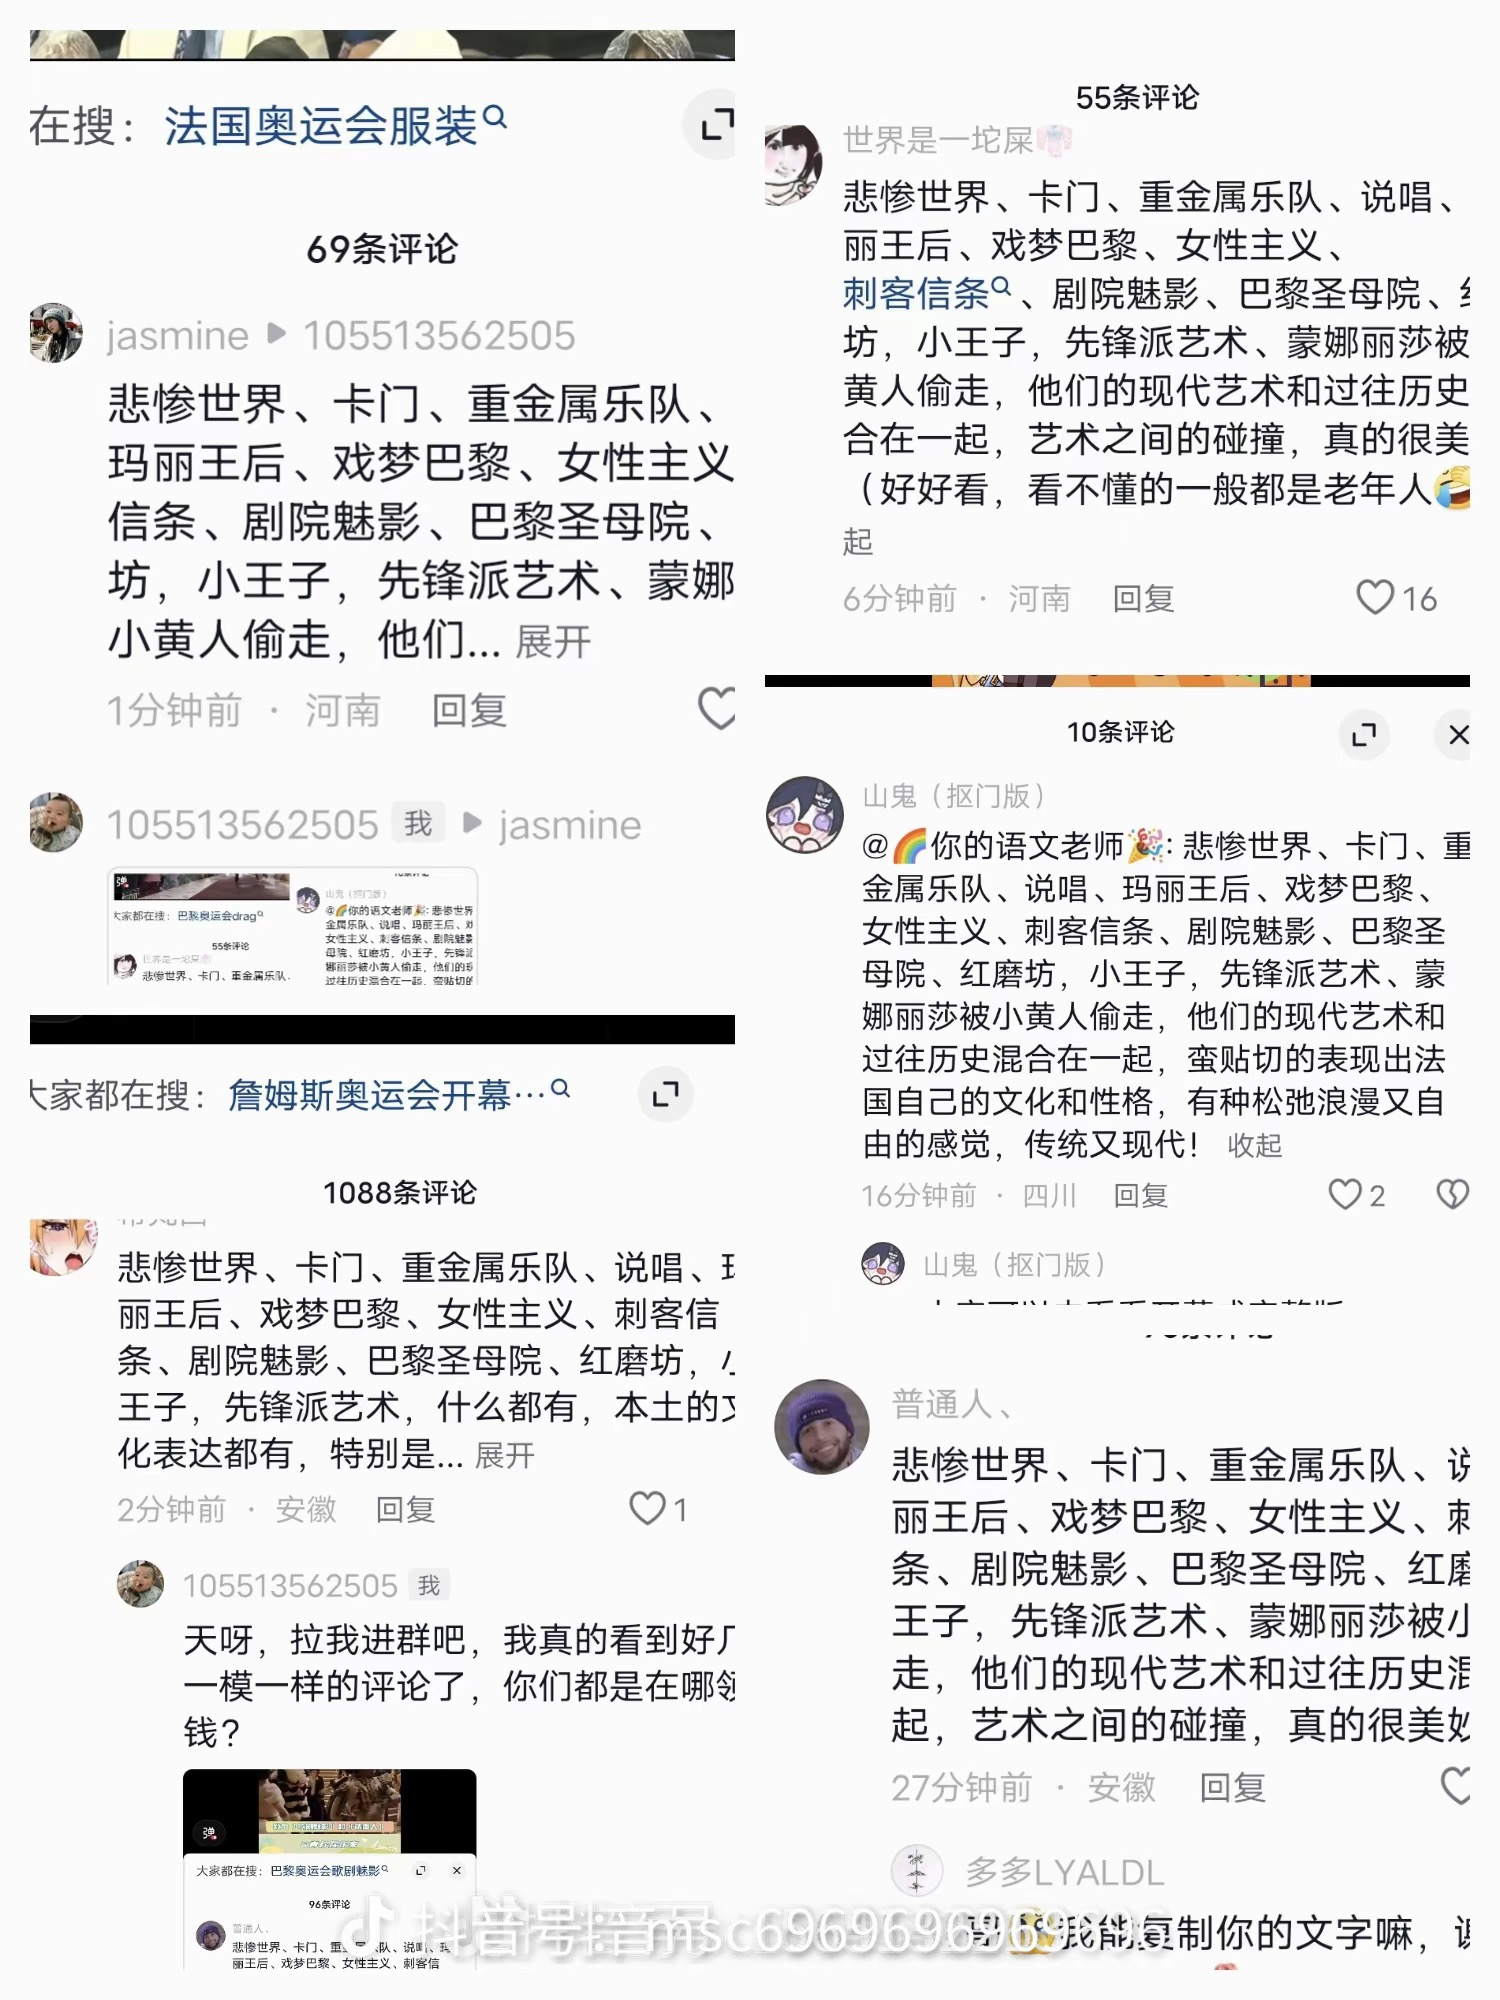 在搜：法国奥运会服装
69条评论
jasmine ▶ 105513562505
悲惨世界、卡门、重金属乐队、
玛丽王后、戏梦巴黎、女性主义
信条、剧院魅影、巴黎圣母院、
坊，小王子，先锋派艺术、蒙娜
小黄人偷走，他们... 展开
1分钟前 · 河南 回复
105513562505 我 ▶ jasmine
大家都在搜：巴黎奥运会drag
55条评论
悲惨世界、卡门、重金属乐队、
山鬼（抠门版）
@🌈你的语文老师🎉: 悲惨世界
金属乐队、说唱、玛丽王后、戏
女性主义、刺客信条、剧院魅影
母院、红磨坊，小王子，先锋派
娜丽莎被小黄人偷走，他们的现
过往历史混合在一起，蛮贴切的
大家都在搜：詹姆斯奥运会开幕…
1088条评论
悲惨世界、卡门、重金属乐队、说唱、玛
丽王后、戏梦巴黎、女性主义、刺客信
条、剧院魅影、巴黎圣母院、红磨坊，小
王子，先锋派艺术，什么都有，本土的文
化表达都有，特别是... 展开
2分钟前 · 安徽 回复 1
105513562505 我
天呀，拉我进群吧，我真的看到好几
一模一样的评论了，你们都是在哪领
钱？
弹
大家都在搜：巴黎奥运会歌剧魅影
96条评论
普通人、
悲惨世界、卡门、重金属乐队、说唱、玛
丽王后、戏梦巴黎、女性主义、刺客信
55条评论
世界是一坨屎
悲惨世界、卡门、重金属乐队、说唱、
丽王后、戏梦巴黎、女性主义、
刺客信条、剧院魅影、巴黎圣母院、红
坊，小王子，先锋派艺术、蒙娜丽莎被
黄人偷走，他们的现代艺术和过往历史
合在一起，艺术之间的碰撞，真的很美
（好好看，看不懂的一般都是老年人🤣
起
6分钟前 · 河南 回复 16
10条评论
山鬼（抠门版）
@🌈你的语文老师🎉: 悲惨世界、卡门、重
金属乐队、说唱、玛丽王后、戏梦巴黎、
女性主义、刺客信条、剧院魅影、巴黎圣
母院、红磨坊，小王子，先锋派艺术、蒙
娜丽莎被小黄人偷走，他们的现代艺术和
过往历史混合在一起，蛮贴切的表现出法
国自己的文化和性格，有种松弛浪漫又自
由的感觉，传统又现代！ 收起
16分钟前 · 四川 回复 2
山鬼（抠门版）
普通人、
悲惨世界、卡门、重金属乐队、说
丽王后、戏梦巴黎、女性主义、刺
条、剧院魅影、巴黎圣母院、红磨
王子，先锋派艺术、蒙娜丽莎被小
走，他们的现代艺术和过往历史混
起，艺术之间的碰撞，真的很美妙
27分钟前 · 安徽 回复
多多LYALDL
我能复制你的文字嘛，谢
抖音号：msc6969696969696